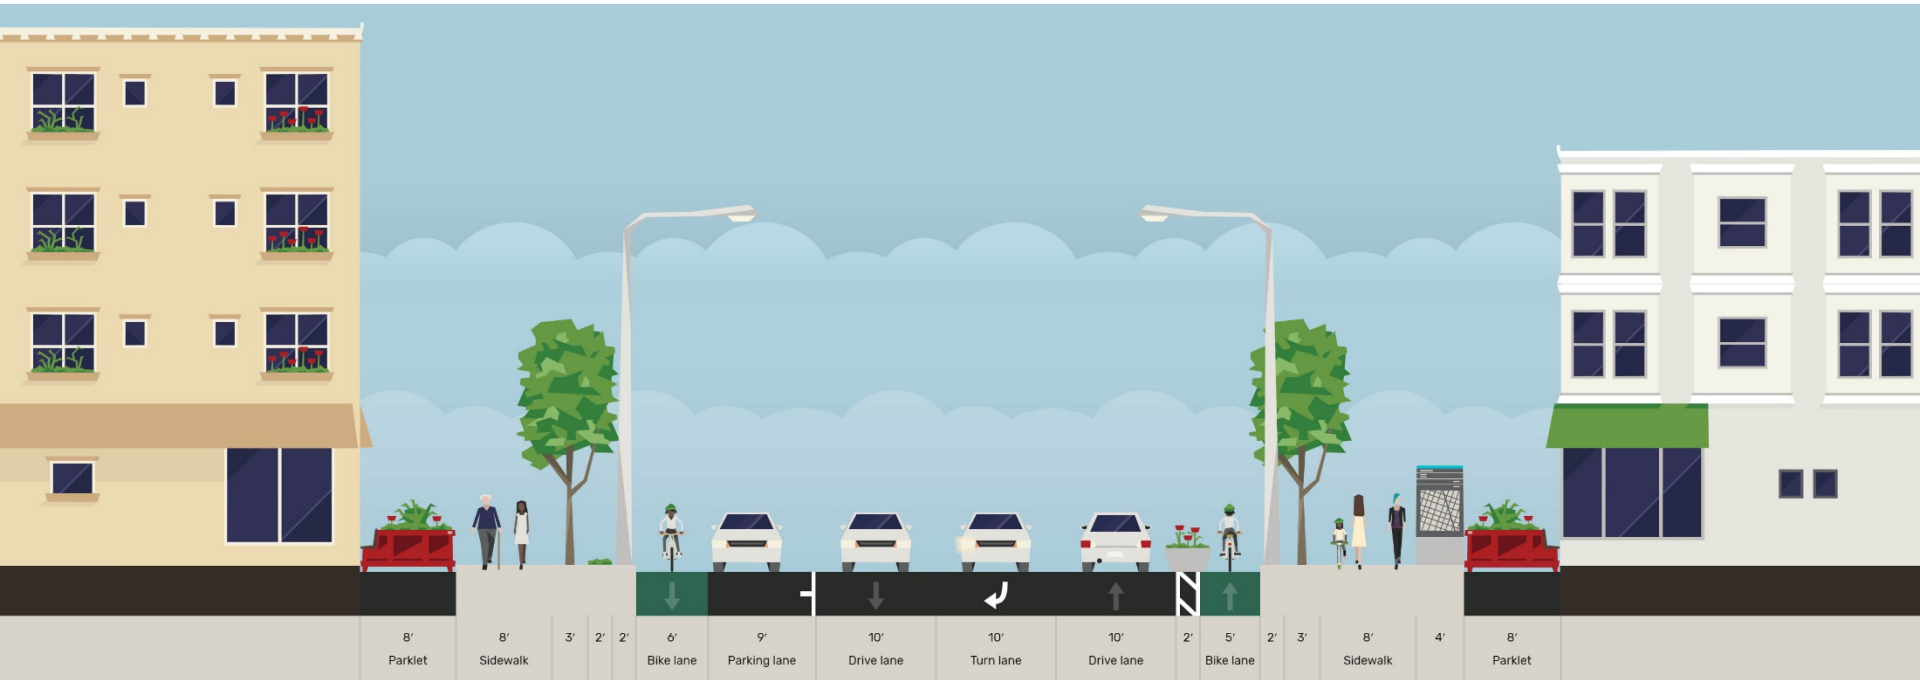 8′ 8′ 3′ 2′ 2′ 6′ 9′ 10′ 10′ 10′ 2′ 5′ 2′ 3′ 8′ 4′ 8′
Parklet Sidewalk Bike lane Parking lane Drive lane Turn lane Drive lane Bike lane Sidewalk Parklet